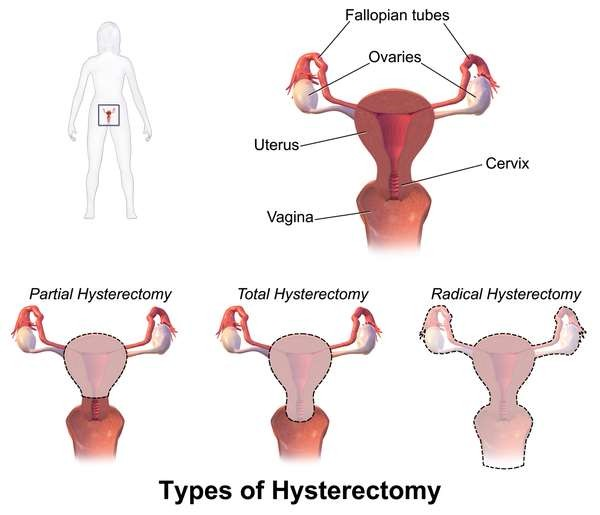 Fallopian tubes
Ovaries
Uterus
Cervix
Vagina
Partial Hysterectomy
Total Hysterectomy
Radical Hysterectomy
Types of Hysterectomy